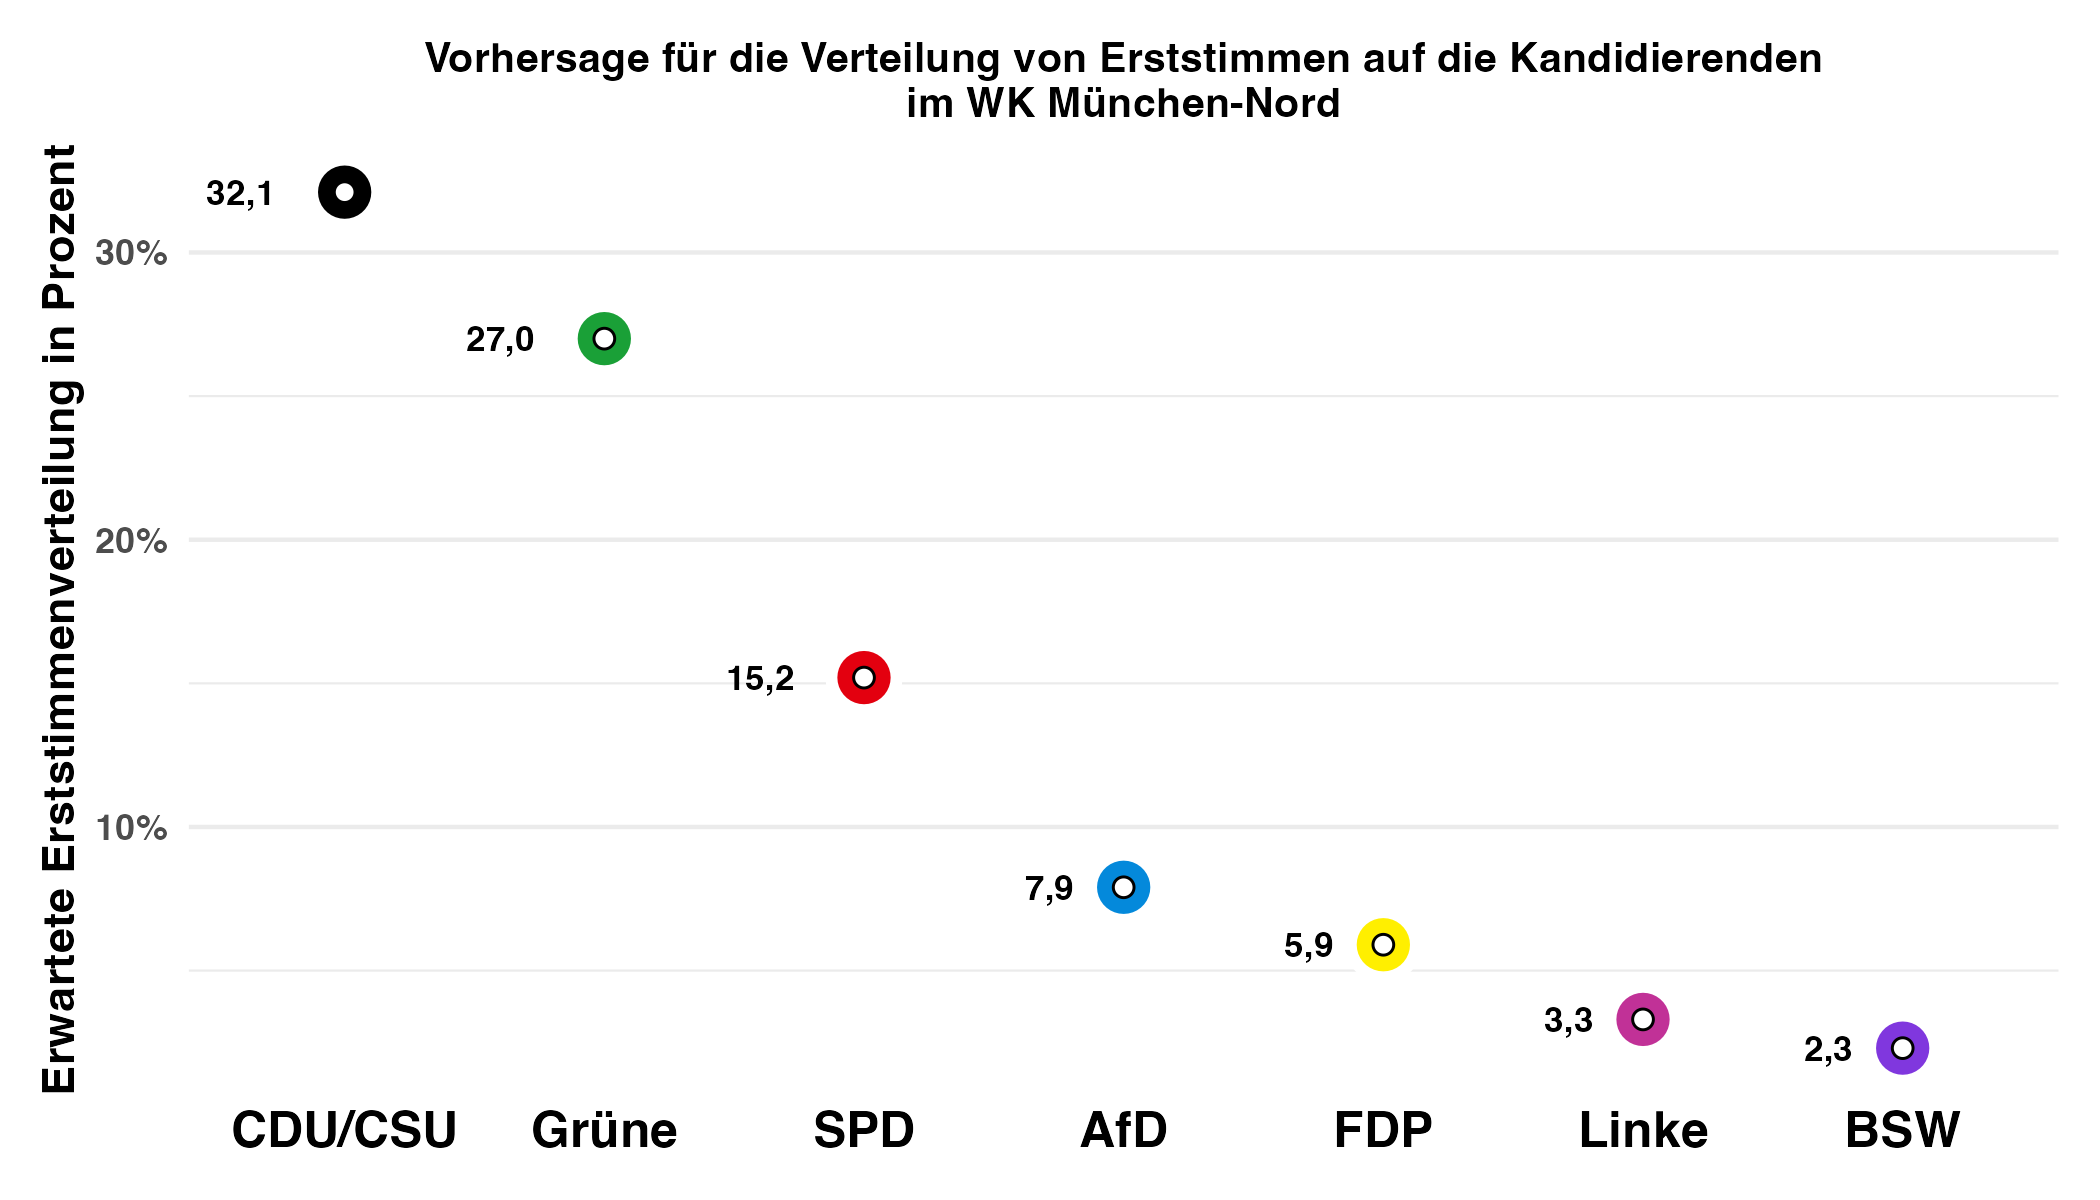 Vorhersage für die Verteilung von Erststimmen auf die Kandidierenden
im WK München-Nord
Erwartete Erststimmenverteilung in Prozent
32,1
30%
27,0
20%
15,2
10%
7,9
5,9
3,3
2,3
CDU/CSU Grüne SPD AfD FDP Linke BSW